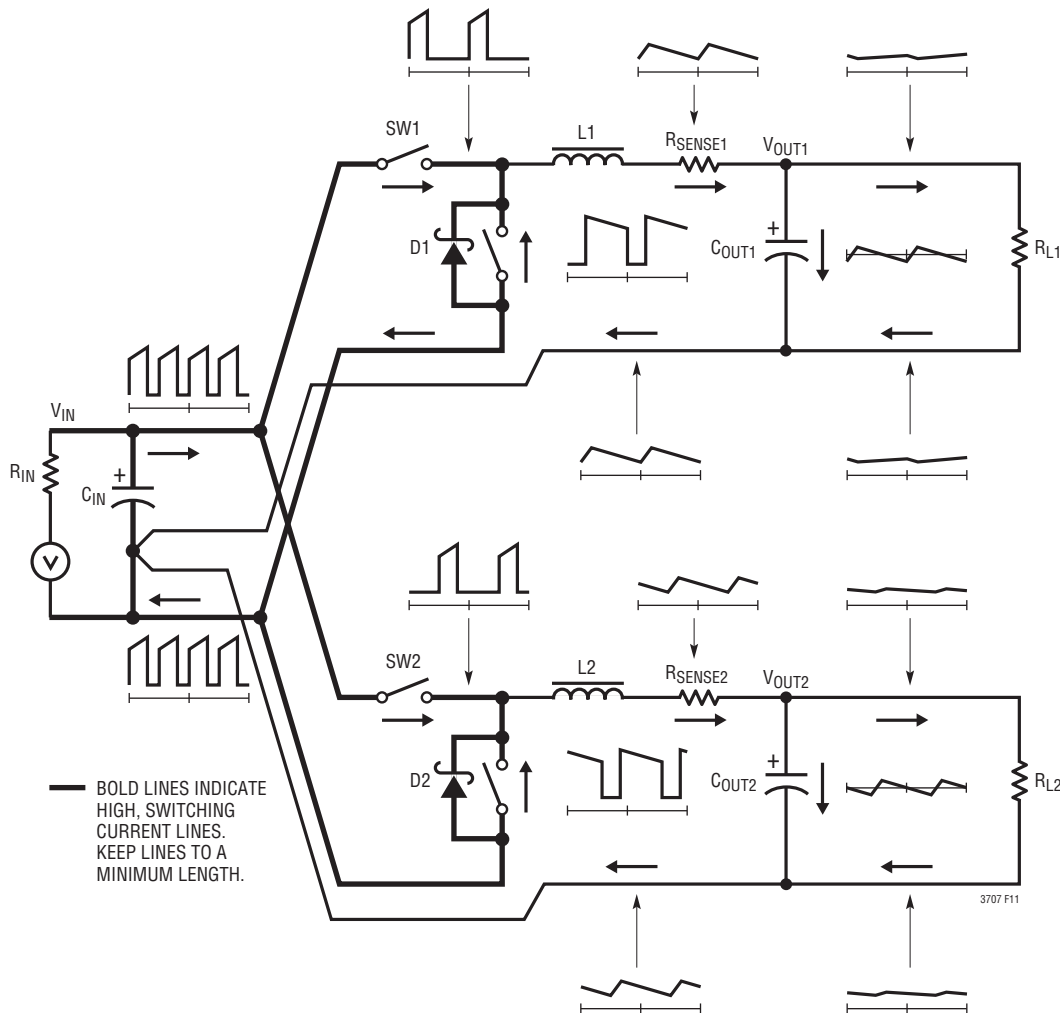 SW1
L1
RSENSE1
VOUT1
D1
+
COUT1
RL1
VIN
RIN
+
CIN
V
SW2
L2
RSENSE2
VOUT2
D2
+
COUT2
RL2
BOLD LINES INDICATE
HIGH, SWITCHING
CURRENT LINES.
KEEP LINES TO A
MINIMUM LENGTH.
3707 F11